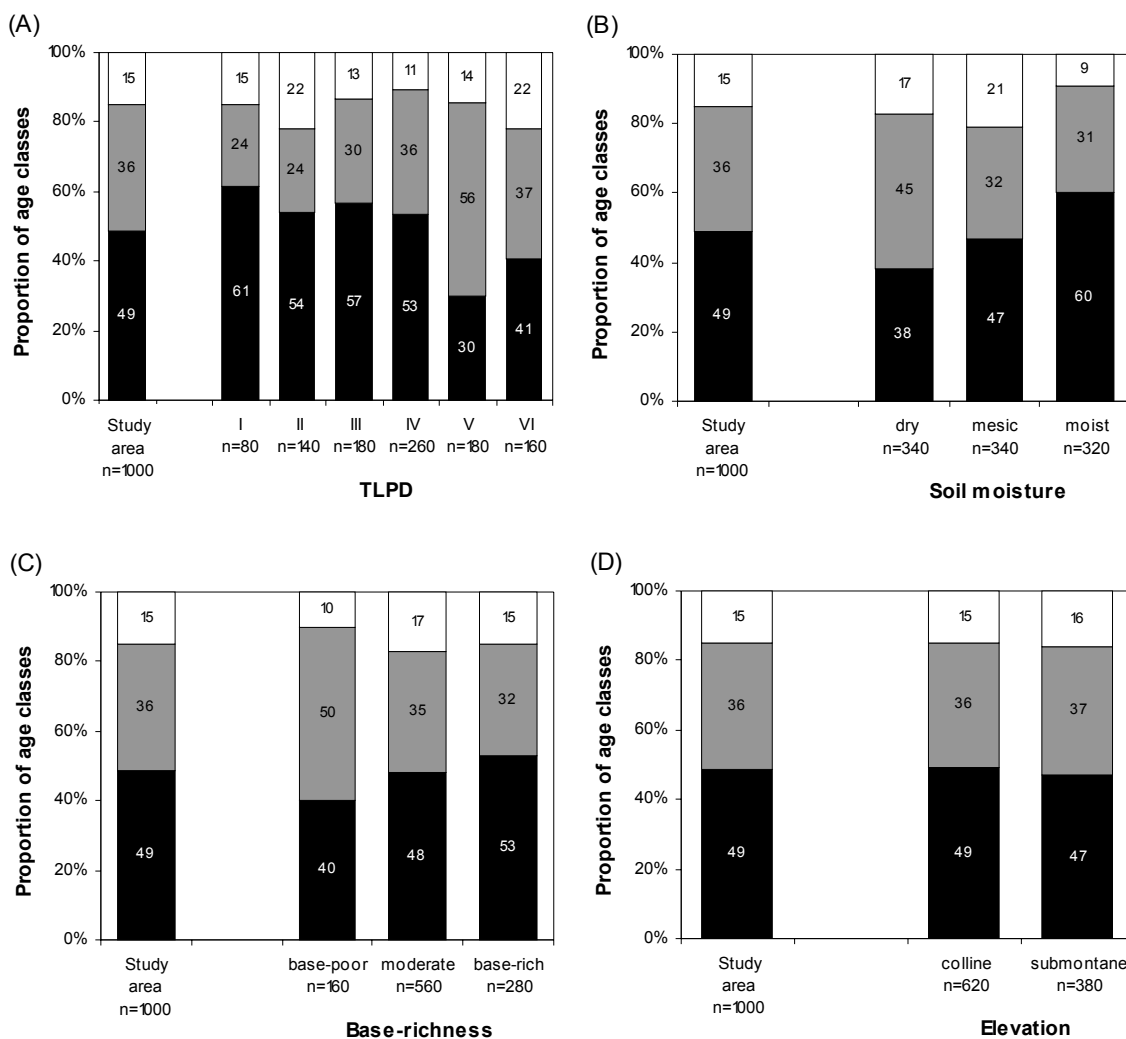 (A)
Proportion of age classes
100%
80%
60%
40%
20%
0%
15 15 22 13 11 14 22
36 24 24 30 36 56 37
49 61 54 57 53 30 41
Study I II III IV V VI
area n=80 n=140 n=180 n=260 n=180 n=160
n=1000
TLPD
(B)
Proportion of age classes
100%
80%
60%
40%
20%
0%
15 17 21 9
36 45 32 31
49 38 47 60
Study dry mesic moist
area n=340 n=340 n=320
n=1000
Soil moisture
(C)
Proportion of age classes
100%
80%
60%
40%
20%
0%
15 10 17 15
36 50 35 32
49 40 48 53
Study base-poor moderate base-rich
area n=160 n=560 n=280
n=1000
Base-richness
(D)
Proportion of age classes
100%
80%
60%
40%
20%
0%
15 15 16
36 36 37
49 49 47
Study colline submontane
area n=620 n=380
n=1000
Elevation